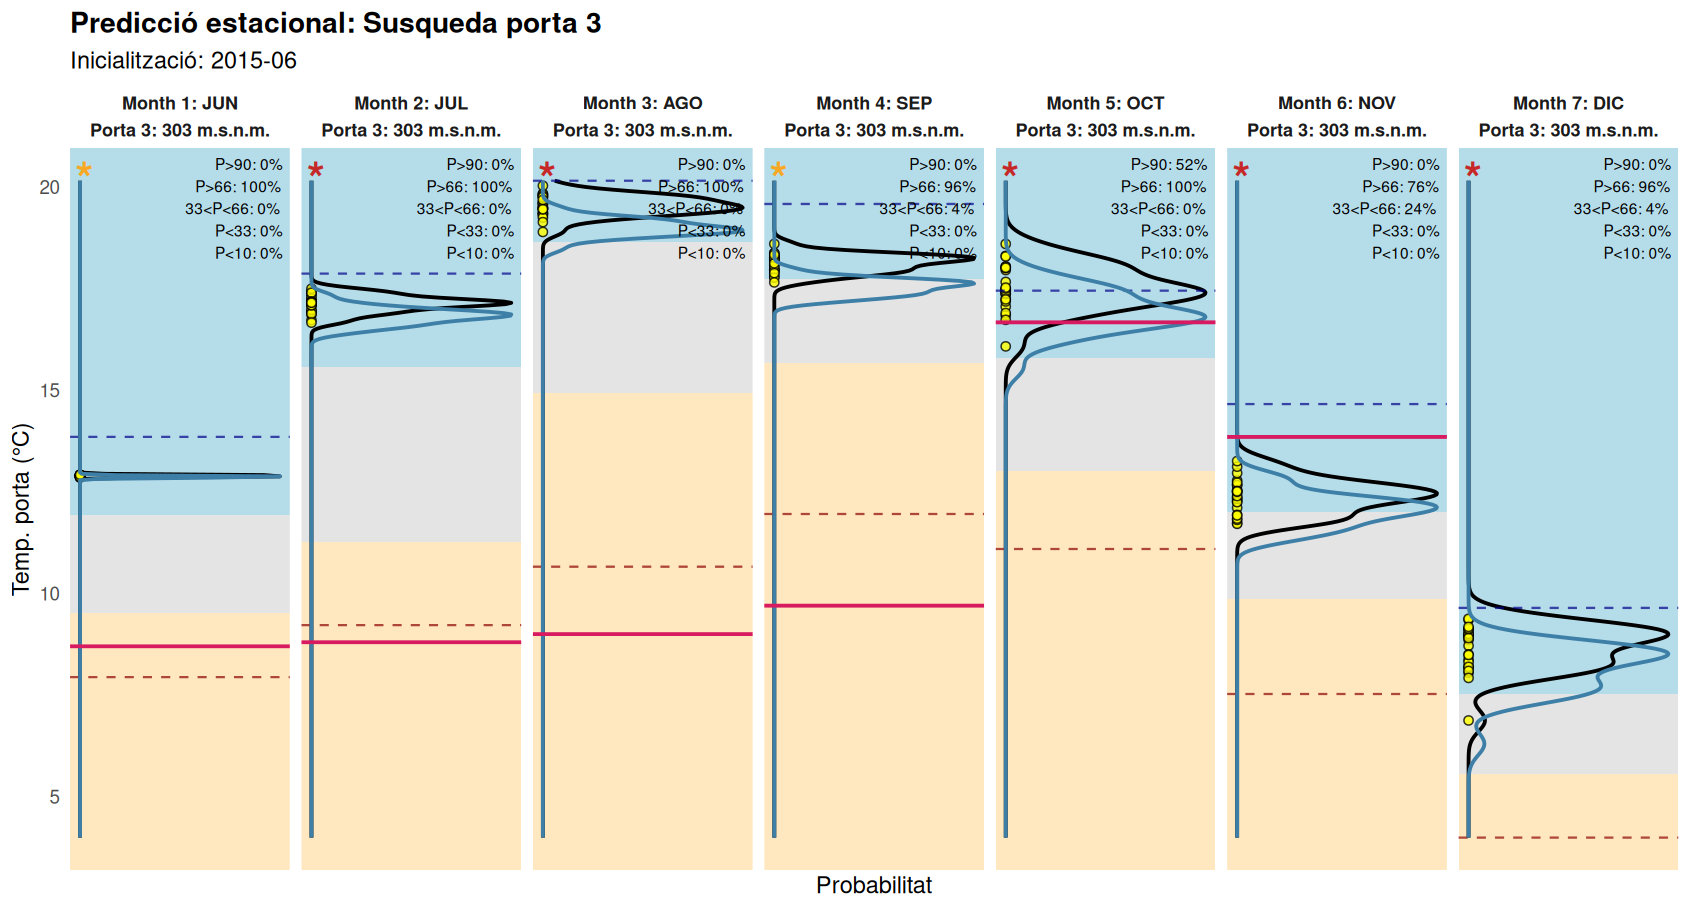 Predicció estacional: Susqueda porta 3
Inicialització: 2015-06
Month 1: JUN
Porta 3: 303 m.s.n.m.
Month 2: JUL
Porta 3: 303 m.s.n.m.
Month 3: AGO
Porta 3: 303 m.s.n.m.
Month 4: SEP
Porta 3: 303 m.s.n.m.
Month 5: OCT
Porta 3: 303 m.s.n.m.
Month 6: NOV
Porta 3: 303 m.s.n.m.
Month 7: DIC
Porta 3: 303 m.s.n.m.
*
P>90: 0%
P>66: 100%
33<P<66: 0%
P<33: 0%
P<10: 0%
*
P>90: 0%
P>66: 100%
33<P<66: 0%
P<33: 0%
P<10: 0%
*
P>90: 0%
P>66: 100%
33<P<66: 0%
P<33: 0%
P<10: 0%
*
P>90: 0%
P>66: 96%
33<P<66: 4%
P<33: 0%
P<10: 0%
*
P>90: 52%
P>66: 100%
33<P<66: 0%
P<33: 0%
P<10: 0%
*
P>90: 0%
P>66: 76%
33<P<66: 24%
P<33: 0%
P<10: 0%
*
P>90: 0%
P>66: 96%
33<P<66: 4%
P<33: 0%
P<10: 0%
20
15
10
5
Temp. porta (°C)
Probabilitat